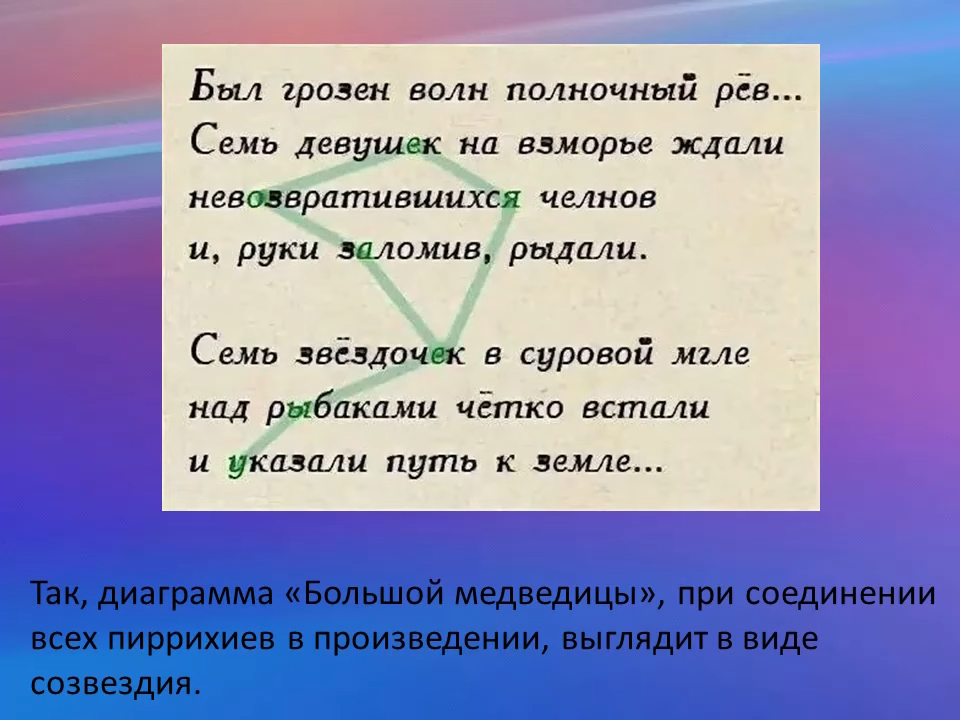 Был грозен волн полночный рёв...
Семь девушек на взморье ждали
невозвратившихся челнов
и, руки заломив, рыдали.
Семь звёздочек в суровой мгле
над рыбаками чётко встали
и указали путь к земле...
Так, диаграмма «Большой медведицы», при соединении
всех пиррихиев в произведении, выглядит в виде
созвездия.